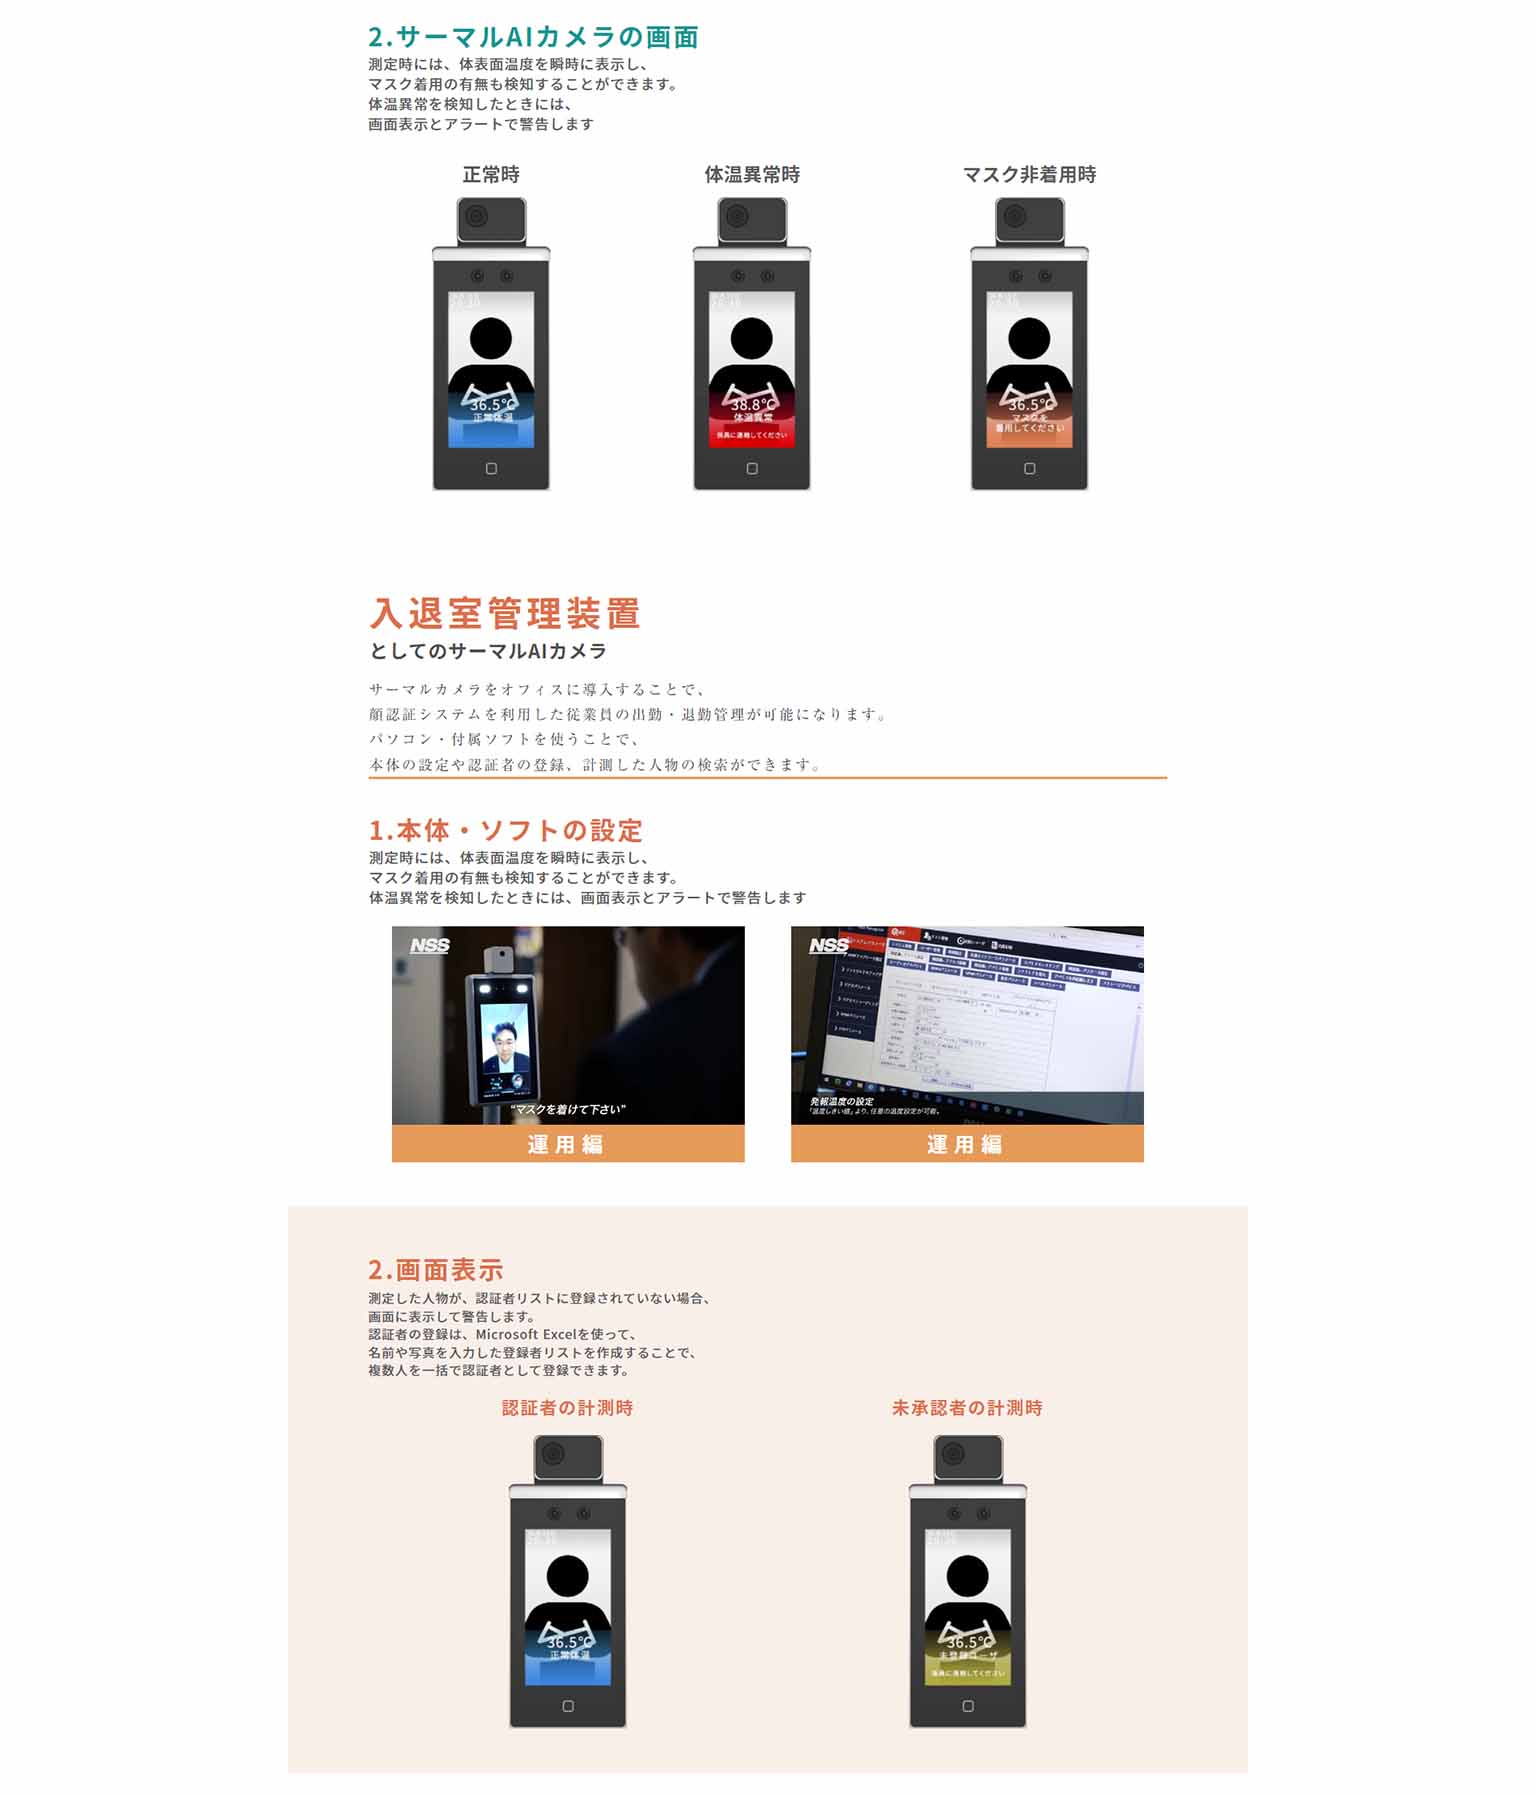 2.サーマルAIカメラの画面
測定時には、体表面温度を瞬時に表示し、
マスク着用の有無も検知することができます。
体温異常を検知したときには、
画面表示とアラートで警告します
正常時
体温異常時
マスク非着用時
36.5℃
正常体温
38.8℃
体温異常
係員に連絡してください
36.5℃
マスクを
着用してください
入退室管理装置
としてのサーマルAIカメラ
サーマルカメラをオフィスに導入することで、
顔認証システムを利用した従業員の出勤・退勤管理が可能になります。
パソコン・付属ソフトを使うことで、
本体の設定や認証者の登録、計測した人物の検索ができます。
1.本体・ソフトの設定
測定時には、体表面温度を瞬時に表示し、
マスク着用の有無も検知することができます。
体温異常を検知したときには、画面表示とアラートで警告します
NSS
“マスクを着けて下さい”
運用編
NSS
発報温度の設定
「温度しきい値」より、任意の温度設定が可能。
運用編
2.画面表示
測定した人物が、認証者リストに登録されていない場合、
画面に表示して警告します。
認証者の登録は、Microsoft Excelを使って、
名前や写真を入力した登録者リストを作成することで、
複数人を一括で認証者として登録できます。
認証者の計測時
未承認者の計測時
36.5℃
正常体温
36.5℃
未登録ユーザ
係員に連絡してください